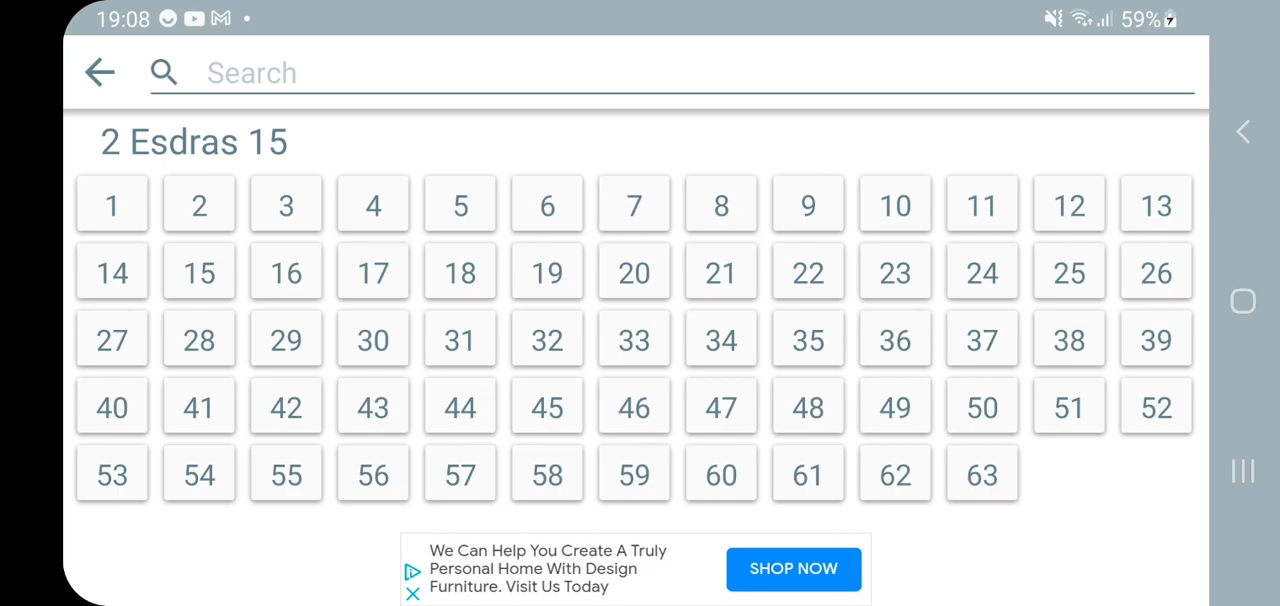 19:08 59%
Search
2 Esdras 15
1 2 3 4 5 6 7 8 9 10 11 12 13
14 15 16 17 18 19 20 21 22 23 24 25 26
27 28 29 30 31 32 33 34 35 36 37 38 39
40 41 42 43 44 45 46 47 48 49 50 51 52
53 54 55 56 57 58 59 60 61 62 63
We Can Help You Create A Truly
Personal Home With Design
Furniture. Visit Us Today
SHOP NOW